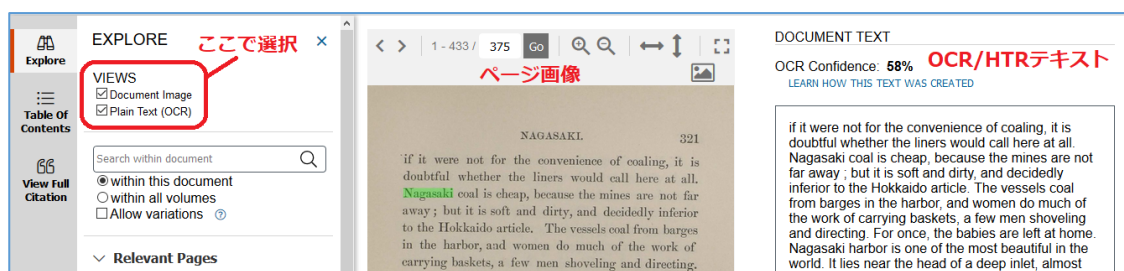 Explore
Table Of
Contents
View Full
Citation
EXPLORE
ここで選択
×
VIEWS
Document Image
Plain Text (OCR)
Search within document
within this document
within all volumes
Allow variations
?
Relevant Pages
1 - 433 /
375
Go
ページ画像
NAGASAKI. 321
if it were not for the convenience of coaling, it is
doubtful whether the liners would call here at all.
Nagasaki coal is cheap, because the mines are not far
away ; but it is soft and dirty, and decidedly inferior
to the Hokkaido article. The vessels coal from barges
in the harbor, and women do much of the work of
carrying baskets, a few men shoveling and directing.
DOCUMENT TEXT
OCR Confidence: 58%
OCR/HTRテキスト
LEARN HOW THIS TEXT WAS CREATED
if it were not for the convenience of coaling, it is
doubtful whether the liners would call here at all.
Nagasaki coal is cheap, because the mines are not
far away ; but it is soft and dirty, and decidedly
inferior to the Hokkaido article. The vessels coal
from barges in the harbor, and women do much of
the work of carrying baskets, a few men shoveling
and directing. For once, the babies are left at home.
Nagasaki harbor is one of the most beautiful in the
world. It lies near the head of a deep inlet, almost